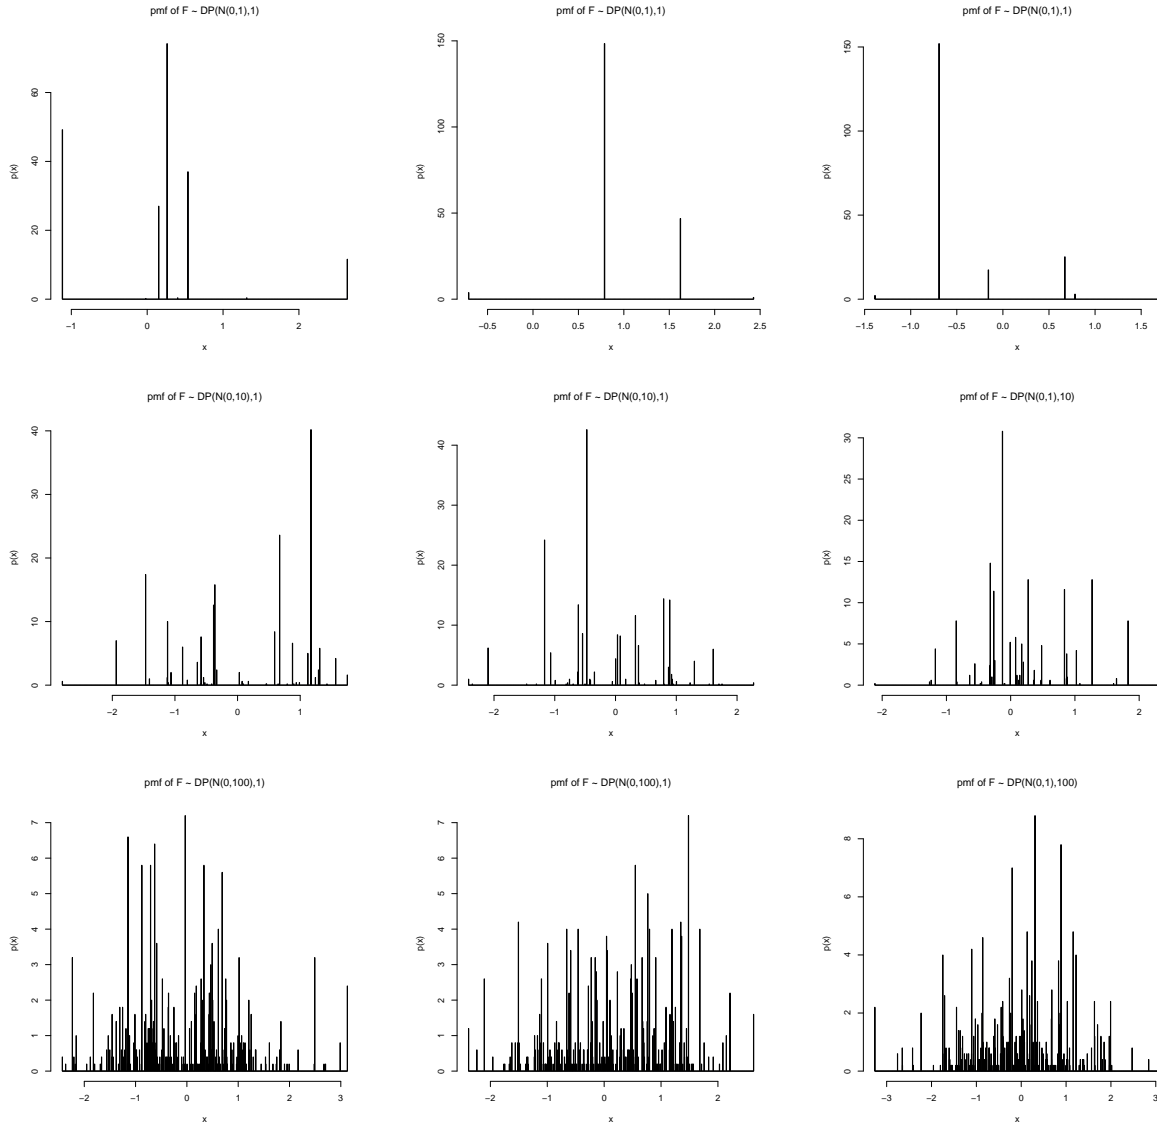 pmf of F ~ DP(N(0,1),1)
p(x)
0 20 40 60
−1 0 1 2
x
pmf of F ~ DP(N(0,1),1)
p(x)
0 50 100 150
−0.5 0.0 0.5 1.0 1.5 2.0 2.5
x
pmf of F ~ DP(N(0,1),1)
p(x)
0 50 100 150
−1.5 −1.0 −0.5 0.0 0.5 1.0 1.5
x
pmf of F ~ DP(N(0,10),1)
p(x)
0 10 20 30 40
−2 −1 0 1
x
pmf of F ~ DP(N(0,10),1)
p(x)
0 10 20 30 40
−2 −1 0 1 2
x
pmf of F ~ DP(N(0,1),10)
p(x)
0 5 10 15 20 25 30
−2 −1 0 1 2
x
pmf of F ~ DP(N(0,100),1)
p(x)
0 1 2 3 4 5 6 7
−2 −1 0 1 2 3
x
pmf of F ~ DP(N(0,100),1)
p(x)
0 1 2 3 4 5 6 7
−2 −1 0 1 2
x
pmf of F ~ DP(N(0,1),100)
p(x)
0 2 4 6 8
−3 −2 −1 0 1 2 3
x